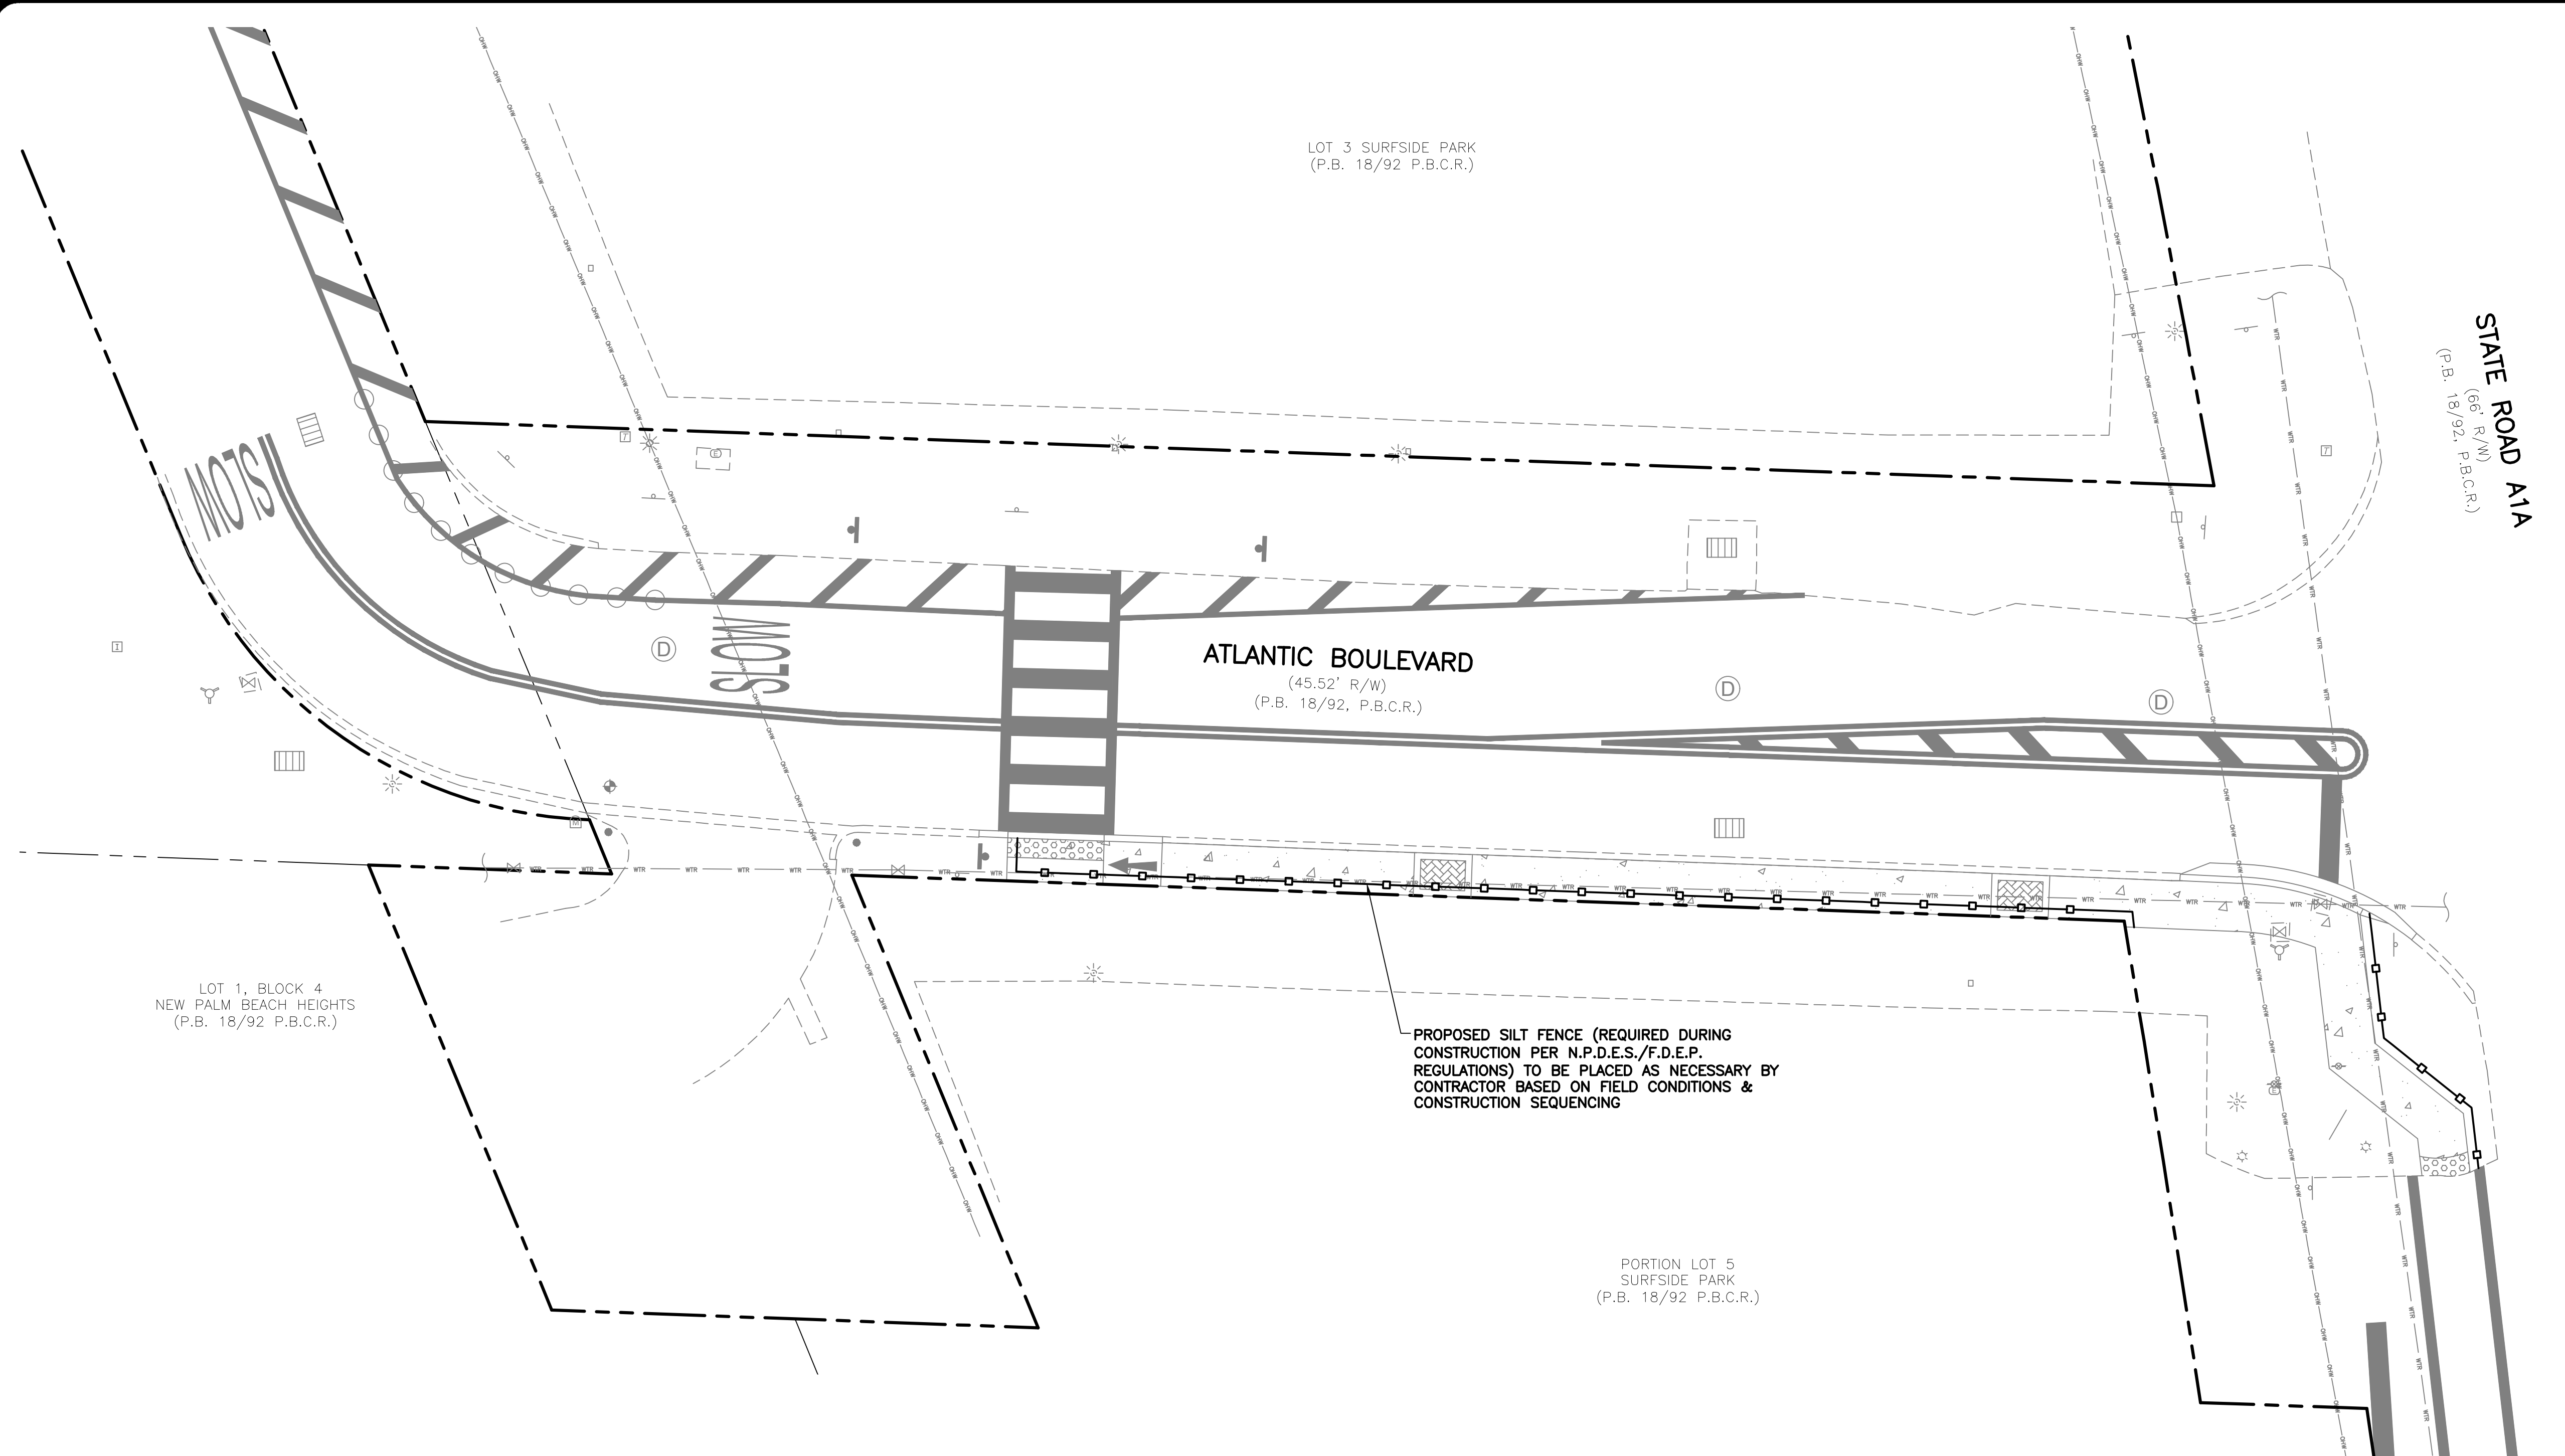 LOT 3 SURFSIDE PARK
(P.B. 18/92 P.B.C.R.)
STATE ROAD A1A
(66' R/W)
(P.B. 18/92, P.B.C.R.)
SLOW
SLOW
ATLANTIC BOULEVARD
(45.52' R/W)
(P.B. 18/92, P.B.C.R.)
D
D
D
T
E
T
I
M
OHW
WTR
LOT 1, BLOCK 4
NEW PALM BEACH HEIGHTS
(P.B. 18/92 P.B.C.R.)
PROPOSED SILT FENCE (REQUIRED DURING
CONSTRUCTION PER N.P.D.E.S./F.D.E.P.
REGULATIONS) TO BE PLACED AS NECESSARY BY
CONTRACTOR BASED ON FIELD CONDITIONS &
CONSTRUCTION SEQUENCING
PORTION LOT 5
SURFSIDE PARK
(P.B. 18/92 P.B.C.R.)